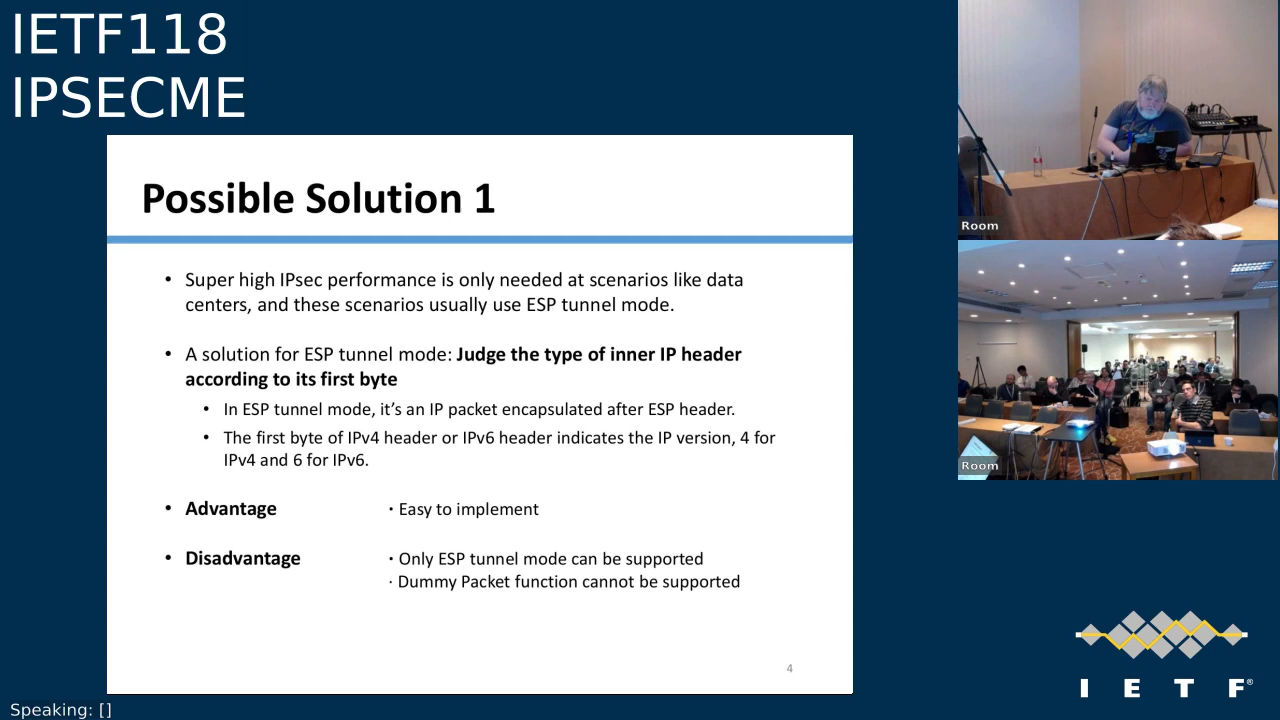 IETF118
IPSECME
Possible Solution 1
• Super high IPsec performance is only needed at scenarios like data
centers, and these scenarios usually use ESP tunnel mode.
• A solution for ESP tunnel mode: Judge the type of inner IP header
according to its first byte
• In ESP tunnel mode, it’s an IP packet encapsulated after ESP header.
• The first byte of IPv4 header or IPv6 header indicates the IP version, 4 for
IPv4 and 6 for IPv6.
• Advantage · Easy to implement
• Disadvantage · Only ESP tunnel mode can be supported
· Dummy Packet function cannot be supported
4
Room
Room
I E T F®
Speaking: []